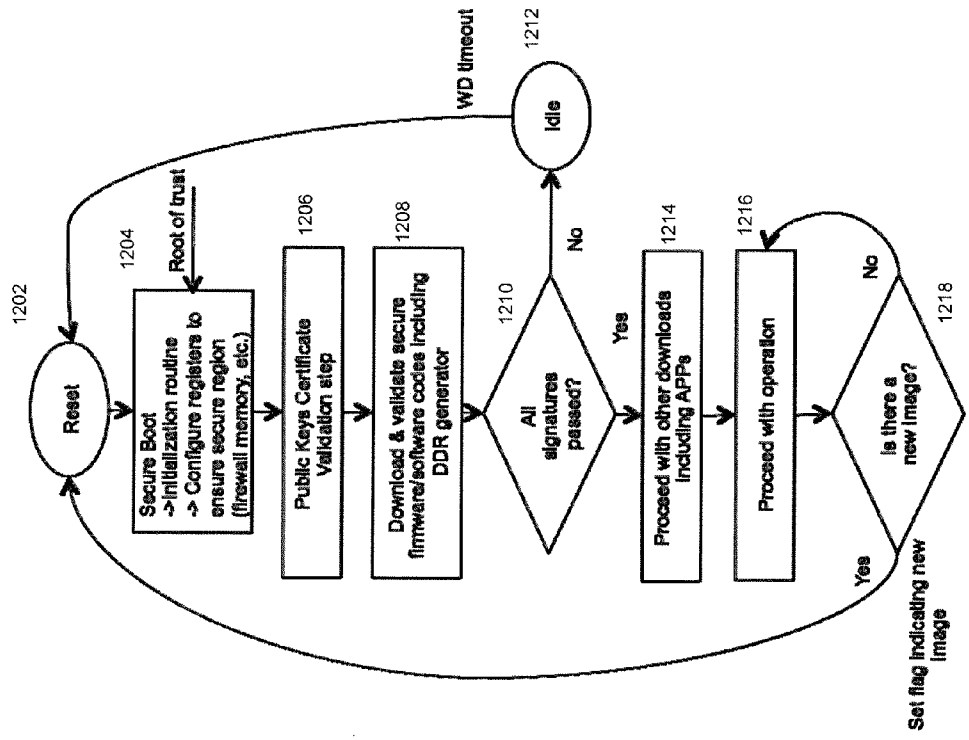 1202
Reset
1204
Secure Boot
->Initialization routine
-> Configure registers to
ensure secure region
(firewall memory, etc.)
Root of trust
1206
Public Keys Certificate
Validation step
1208
Download & validate secure
firmware/software codes including
DDR generator
1210
All
signatures
passed?
No
Idle
1212
WD timeout
Yes
1214
Proceed with other downloads
Including APPs
1216
Proceed with operation
1218
Is there a
new image?
No
Yes
Set flag indicating new
image